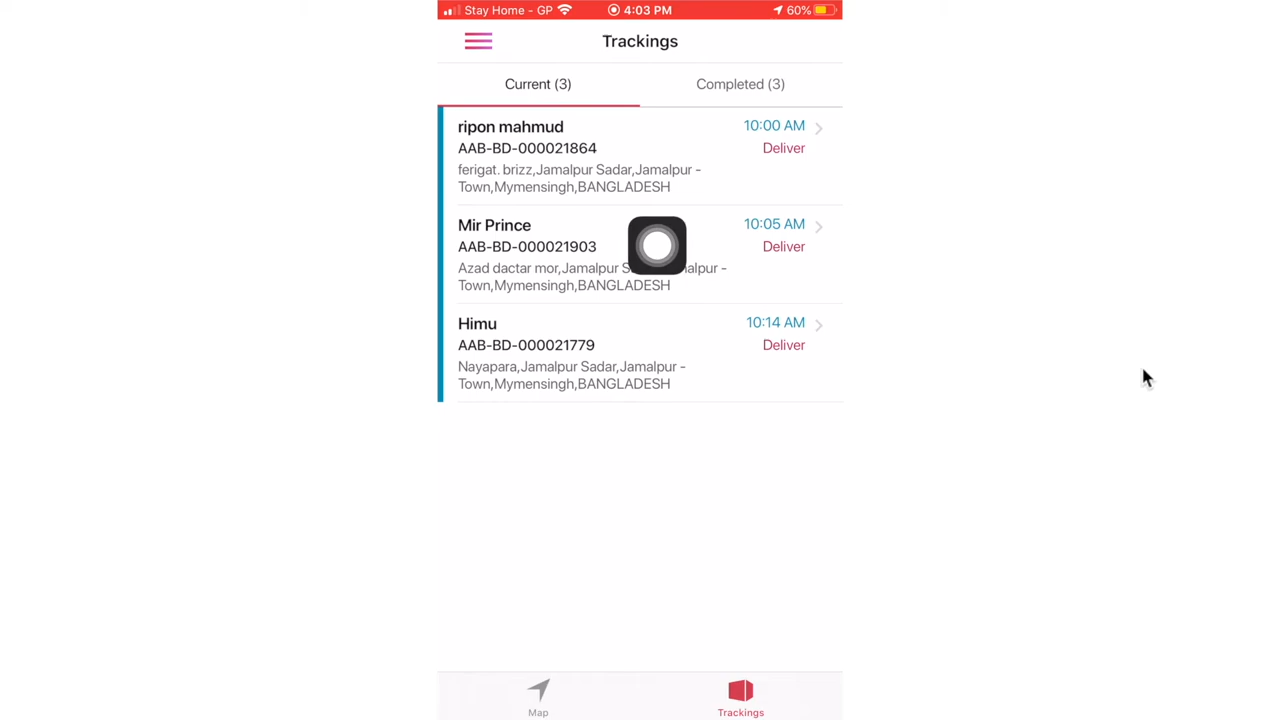 Stay Home - GP 4:03 PM 60%
Trackings
Current (3) Completed (3)
ripon mahmud 10:00 AM
AAB-BD-000021864 Deliver
ferigat. brizz,Jamalpur Sadar,Jamalpur -
Town,Mymensingh,BANGLADESH
Mir Prince 10:05 AM
AAB-BD-000021903 Deliver
Azad dactar mor,Jamalpur -
Town,Mymensingh,BANGLADESH
Himu 10:14 AM
AAB-BD-000021779 Deliver
Nayapara,Jamalpur Sadar,Jamalpur -
Town,Mymensingh,BANGLADESH
Map Trackings